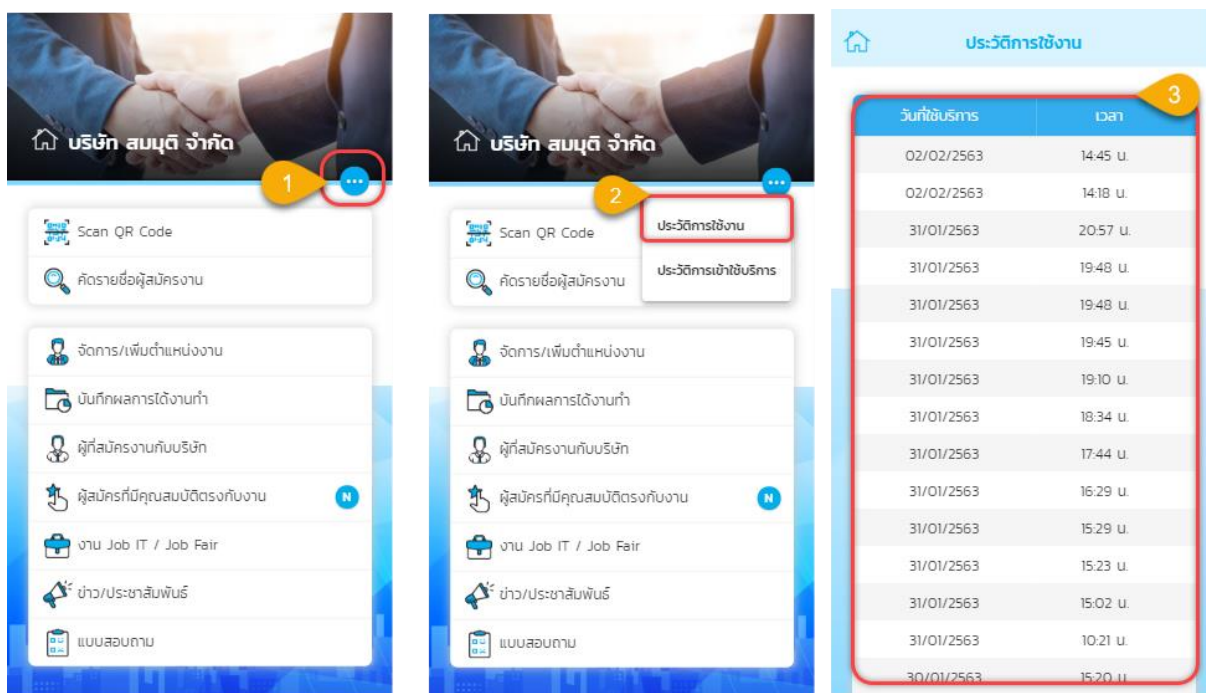 บริษัท สมมุติ จำกัด
1
Scan QR Code
คัดรายชื่อผู้สมัครงาน
จัดการ/เพิ่มตำแหน่งงาน
บันทึกผลการได้งานทำ
ผู้ที่สมัครงานกับบริษัท
ผู้สมัครที่มีคุณสมบัติตรงกับงาน N
งาน Job IT / Job Fair
ข่าว/ประชาสัมพันธ์
แบบสอบถาม
บริษัท สมมุติ จำกัด
2
ประวัติการใช้งาน
Scan QR Code
ประวัติการเข้าใช้บริการ
คัดรายชื่อผู้สมัครงาน
จัดการ/เพิ่มตำแหน่งงาน
บันทึกผลการได้งานทำ
ผู้ที่สมัครงานกับบริษัท
ผู้สมัครที่มีคุณสมบัติตรงกับงาน N
งาน Job IT / Job Fair
ข่าว/ประชาสัมพันธ์
แบบสอบถาม
ประวัติการใช้งาน
3
วันที่ใช้บริการ เวลา
02/02/2563 14:45 น.
02/02/2563 14:18 น.
31/01/2563 20:57 น.
31/01/2563 19:48 น.
31/01/2563 19:48 น.
31/01/2563 19:45 น.
31/01/2563 19:10 น.
31/01/2563 18:34 น.
31/01/2563 17:44 น.
31/01/2563 16:29 น.
31/01/2563 15:29 น.
31/01/2563 15:23 น.
31/01/2563 15:02 น.
31/01/2563 10:21 น.
30/01/2563 15:20 น.